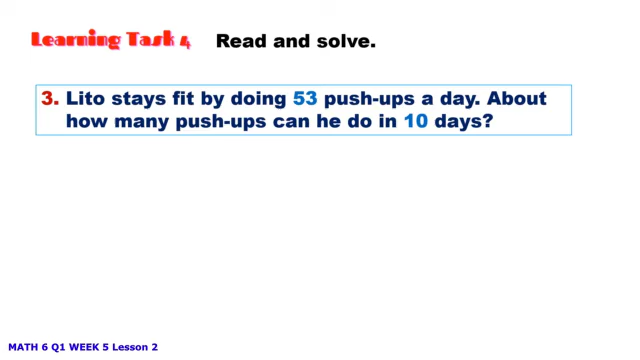 Learning Task 4 Read and solve.
3. Lito stays fit by doing 53 push-ups a day. About
how many push-ups can he do in 10 days?
MATH 6 Q1 WEEK 5 Lesson 2